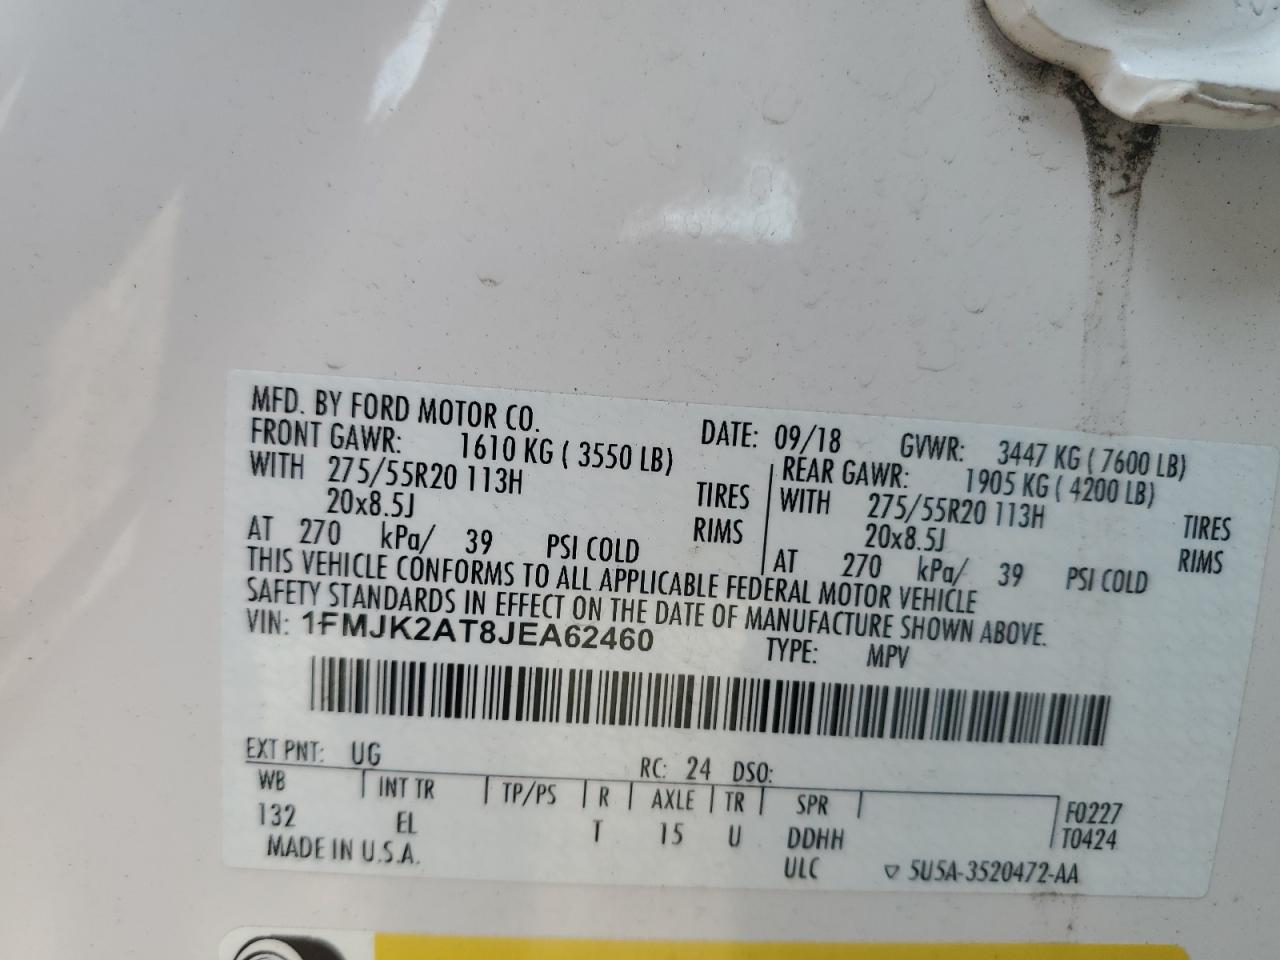 MFD. BY FORD MOTOR CO.
DATE: 09/18 GVWR: 3447 KG ( 7600 LB)
FRONT GAWR: 1610 KG ( 3550 LB)
WITH 275/55R20 113H TIRES
20x8.5J RIMS
AT 270 kPa/ 39 PSI COLD
REAR GAWR: 1905 KG ( 4200 LB)
WITH 275/55R20 113H TIRES
20x8.5J RIMS
AT 270 kPa/ 39 PSI COLD
THIS VEHICLE CONFORMS TO ALL APPLICABLE FEDERAL MOTOR VEHICLE
SAFETY STANDARDS IN EFFECT ON THE DATE OF MANUFACTURE SHOWN ABOVE.
VIN: 1FMJK2AT8JEA62460 TYPE: MPV
EXT PNT: UG RC: 24 DSO:
WB INT TR TP/PS R AXLE TR SPR F0227
132 EL T 15 U DDHH T0424
MADE IN U.S.A. ULC ▽ 5U5A-3520472-AA